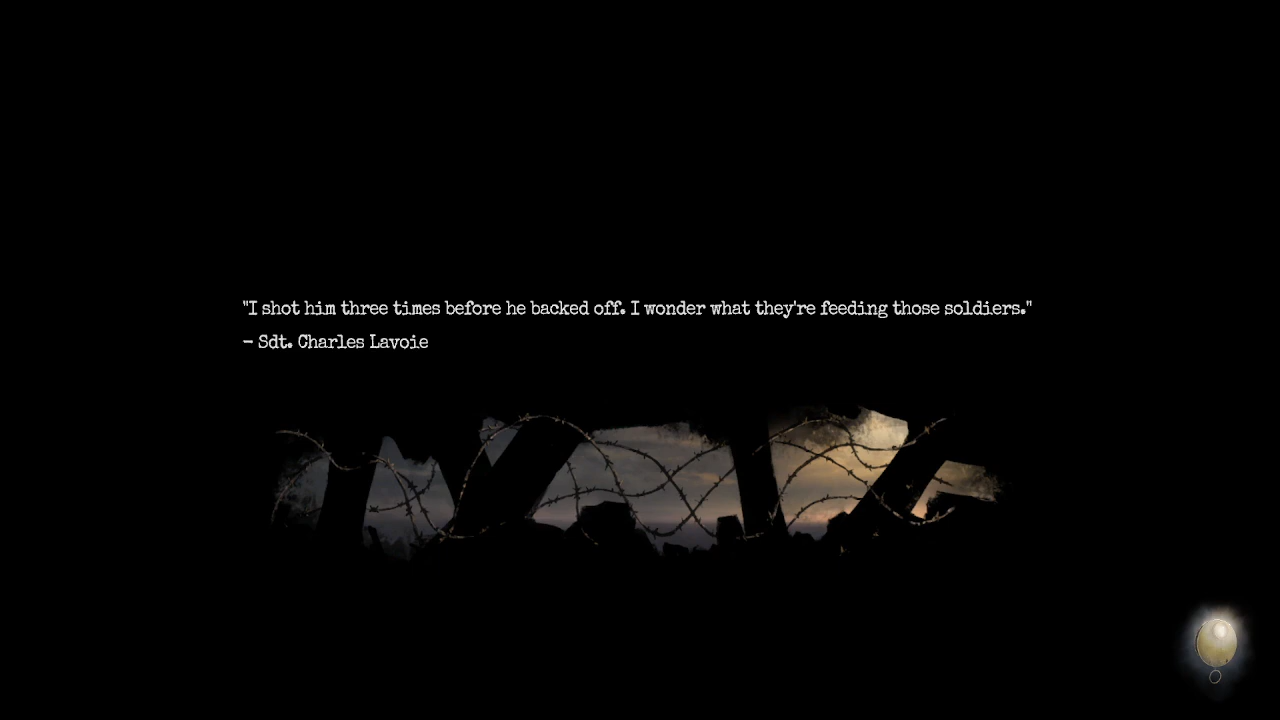 "I shot him three times before he backed off. I wonder what they're feeding those soldiers."
- Sdt. Charles Lavoie